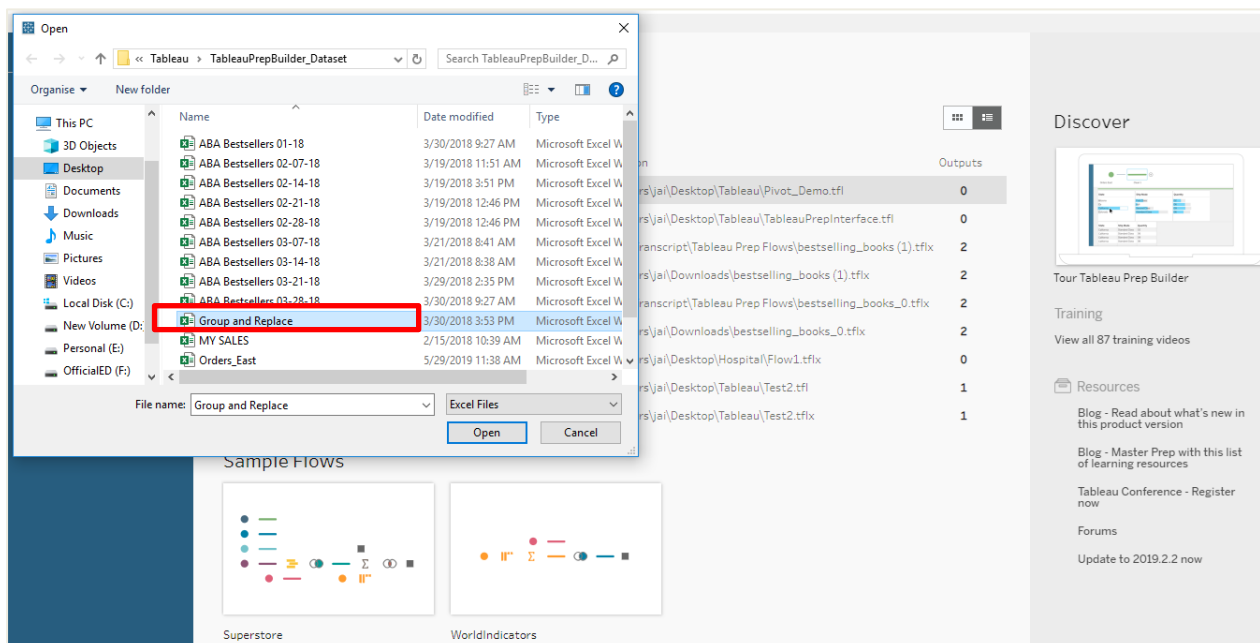 Open
« Tableau > TableauPrepBuilder_Dataset
Search TableauPrepBuilder_D...
Organise
New folder
This PC
3D Objects
Desktop
Documents
Downloads
Music
Pictures
Videos
Local Disk (C:)
New Volume (D:
Personal (E:)
OfficialED (F:)
Name Date modified Type
ABA Bestsellers 01-18 3/30/2018 9:27 AM Microsoft Excel W
ABA Bestsellers 02-07-18 3/19/2018 11:51 AM Microsoft Excel W
ABA Bestsellers 02-14-18 3/19/2018 3:51 PM Microsoft Excel W
ABA Bestsellers 02-21-18 3/19/2018 12:46 PM Microsoft Excel W
ABA Bestsellers 02-28-18 3/19/2018 12:46 PM Microsoft Excel W
ABA Bestsellers 03-07-18 3/21/2018 8:41 AM Microsoft Excel W
ABA Bestsellers 03-14-18 3/21/2018 8:38 AM Microsoft Excel W
ABA Bestsellers 03-21-18 3/29/2018 2:35 PM Microsoft Excel W
ABA Bestsellers 03-28-18 3/30/2018 9:27 AM Microsoft Excel W
Group and Replace 3/30/2018 3:53 PM Microsoft Excel W
MY SALES 2/15/2018 10:39 AM Microsoft Excel W
Orders_East 5/29/2019 11:38 AM Microsoft Excel W
File name: Group and Replace Excel Files
Open Cancel
on Outputs
rs\jai\Desktop\Tableau\Pivot_Demo.tfl 0
rs\jai\Desktop\Tableau\TableauPrepInterface.tfl 0
ranscript\Tableau Prep Flows\bestselling_books (1).tflx 2
rs\jai\Downloads\bestselling_books (1).tflx 2
ranscript\Tableau Prep Flows\bestselling_books_0.tflx 2
rs\jai\Downloads\bestselling_books_0.tflx 2
rs\jai\Desktop\Hospital\Flow1.tflx 0
rs\jai\Desktop\Tableau\Test2.tfl 1
rs\jai\Desktop\Tableau\Test2.tflx 1
Sample Flows
Superstore
WorldIndicators
Discover
Tour Tableau Prep Builder
Training
View all 87 training videos
Resources
Blog - Read about what's new in
this product version
Blog - Master Prep with this list
of learning resources
Tableau Conference - Register
now
Forums
Update to 2019.2.2 now